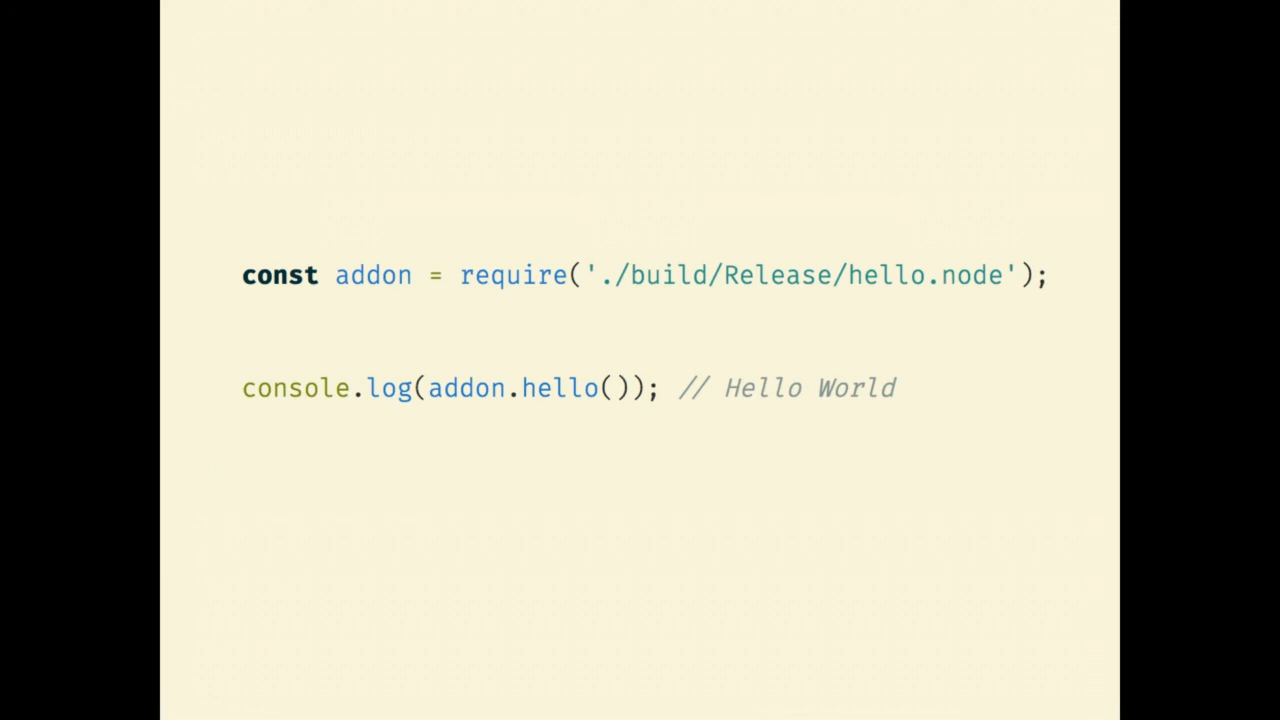 const addon = require('./build/Release/hello.node');
console.log(addon.hello()); // Hello World